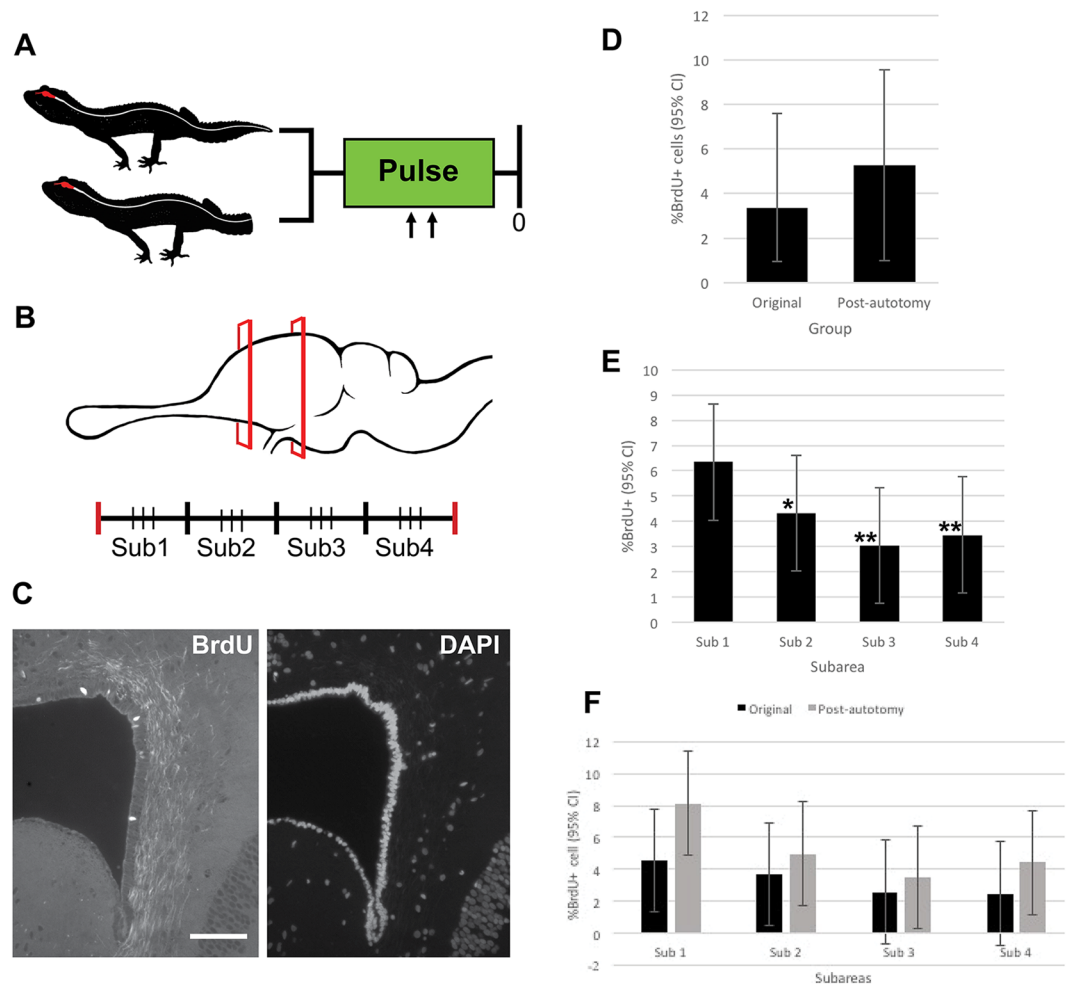 A
Pulse
0
B
Sub1 Sub2 Sub3 Sub4
C
BrdU
DAPI
D
%BrdU+ cells (95% CI)
12
10
8
6
4
2
0
Original Post-autotomy
Group
E
%BrdU+ (95% CI)
10
9
8
7
6
5
4
3
2
1
0
* ** **
Sub 1 Sub 2 Sub 3 Sub 4
Subarea
F
Original Post-autotomy
%BrdU+ cell (95% CI)
12
10
8
6
4
2
0
-2
Sub 1 Sub 2 Sub 3 Sub 4
Subareas